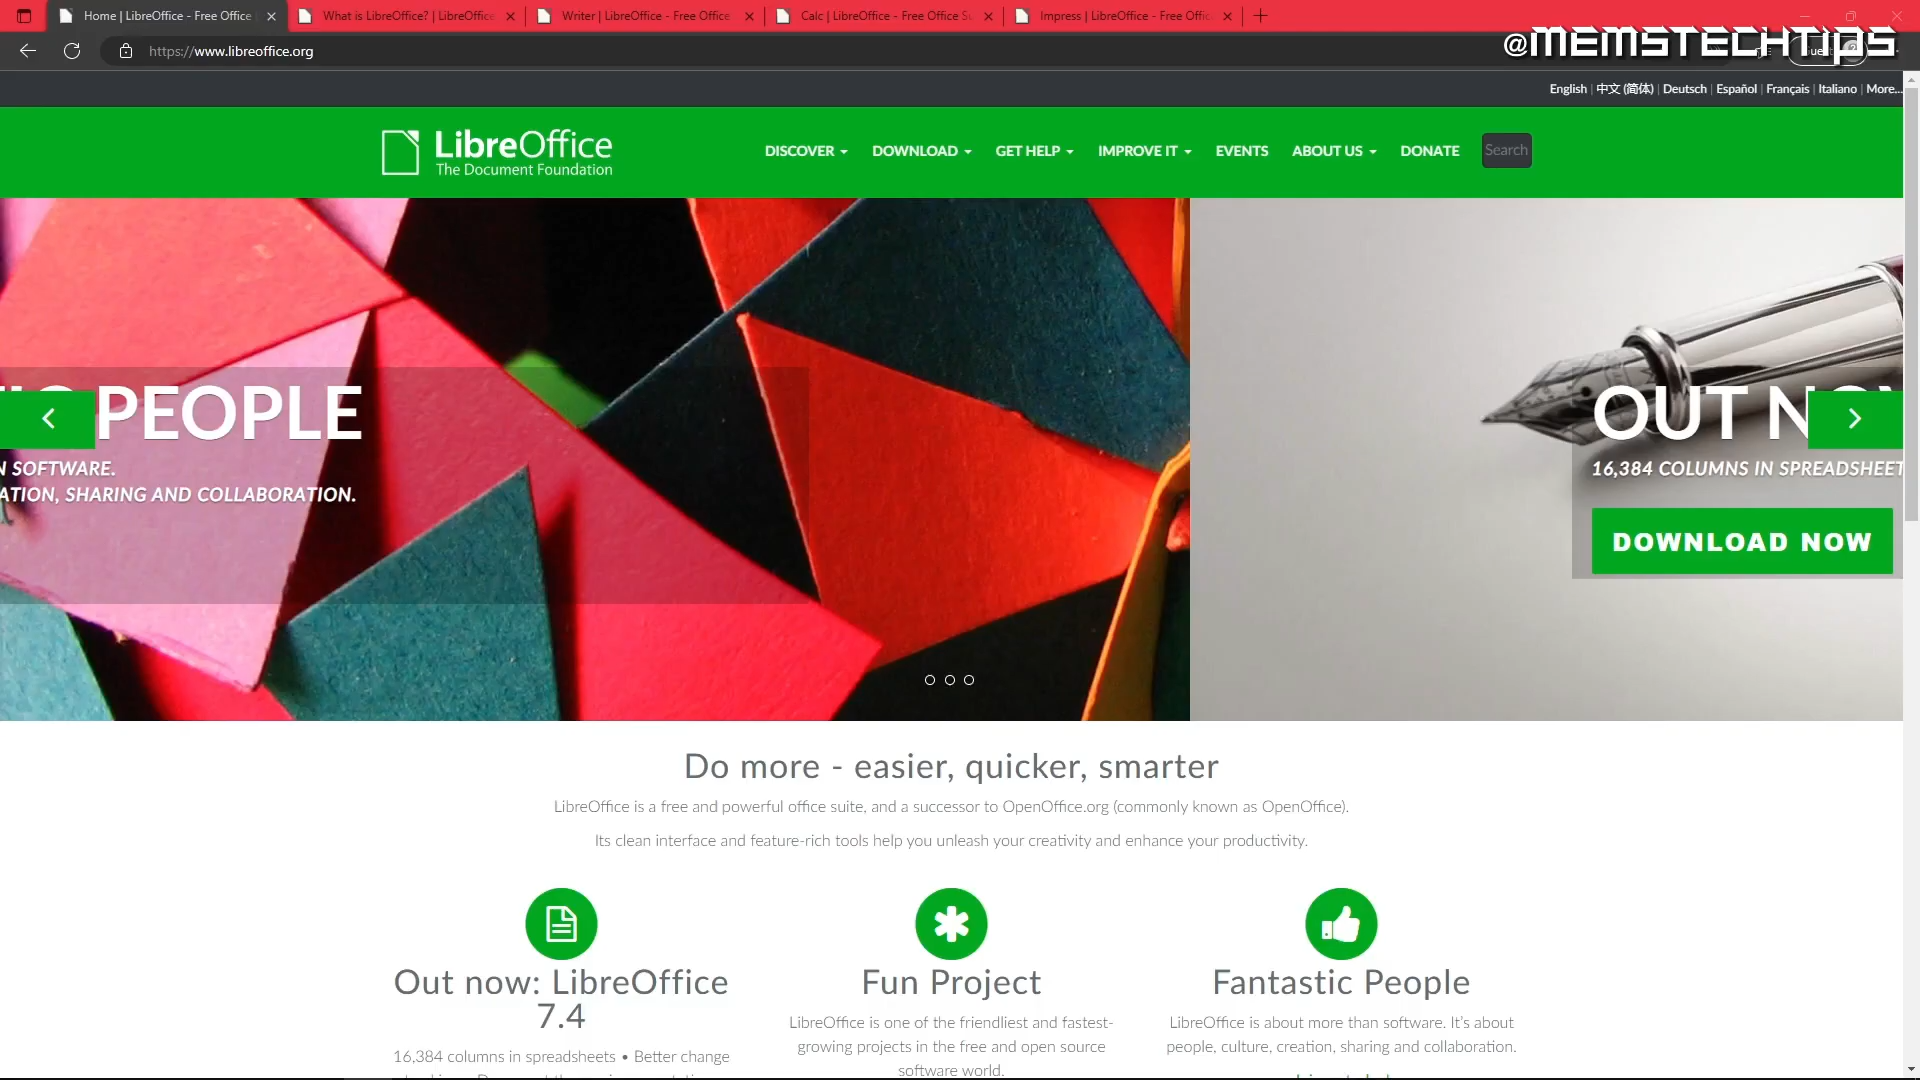 Home | LibreOffice - Free Office
What is LibreOffice? | LibreOffice
Writer | LibreOffice - Free Office
Calc | LibreOffice - Free Office Su
Impress | LibreOffice - Free Offic
https://www.libreoffice.org
@MEMSTECHTIPS
English | 中文 (简体) | Deutsch | Español | Français | Italiano | More...
LibreOffice
The Document Foundation
DISCOVER
DOWNLOAD
GET HELP
IMPROVE IT
EVENTS
ABOUT US
DONATE
Search
PEOPLE
N SOFTWARE.
ATION, SHARING AND COLLABORATION.
OUT NOW
16,384 COLUMNS IN SPREADSHEET
DOWNLOAD NOW
Do more - easier, quicker, smarter
LibreOffice is a free and powerful office suite, and a successor to OpenOffice.org (commonly known as OpenOffice).
Its clean interface and feature-rich tools help you unleash your creativity and enhance your productivity.
Out now: LibreOffice
7.4
16,384 columns in spreadsheets • Better change
Fun Project
LibreOffice is one of the friendliest and fastest-
growing projects in the free and open source
software world.
Fantastic People
LibreOffice is about more than software. It's about
people, culture, creation, sharing and collaboration.